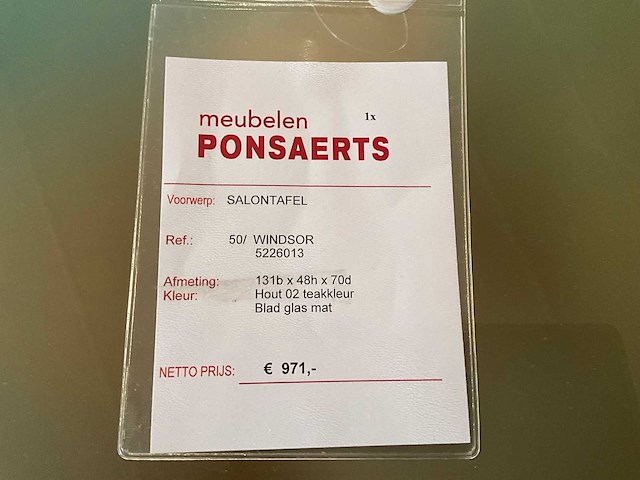 meubelen 1x
PONSAERTS
Voorwerp: SALONTAFEL
Ref.: 50/ WINDSOR
5226013
Afmeting: 131b x 48h x 70d
Kleur: Hout 02 teakkleur
Blad glas mat
NETTO PRIJS: € 971,-